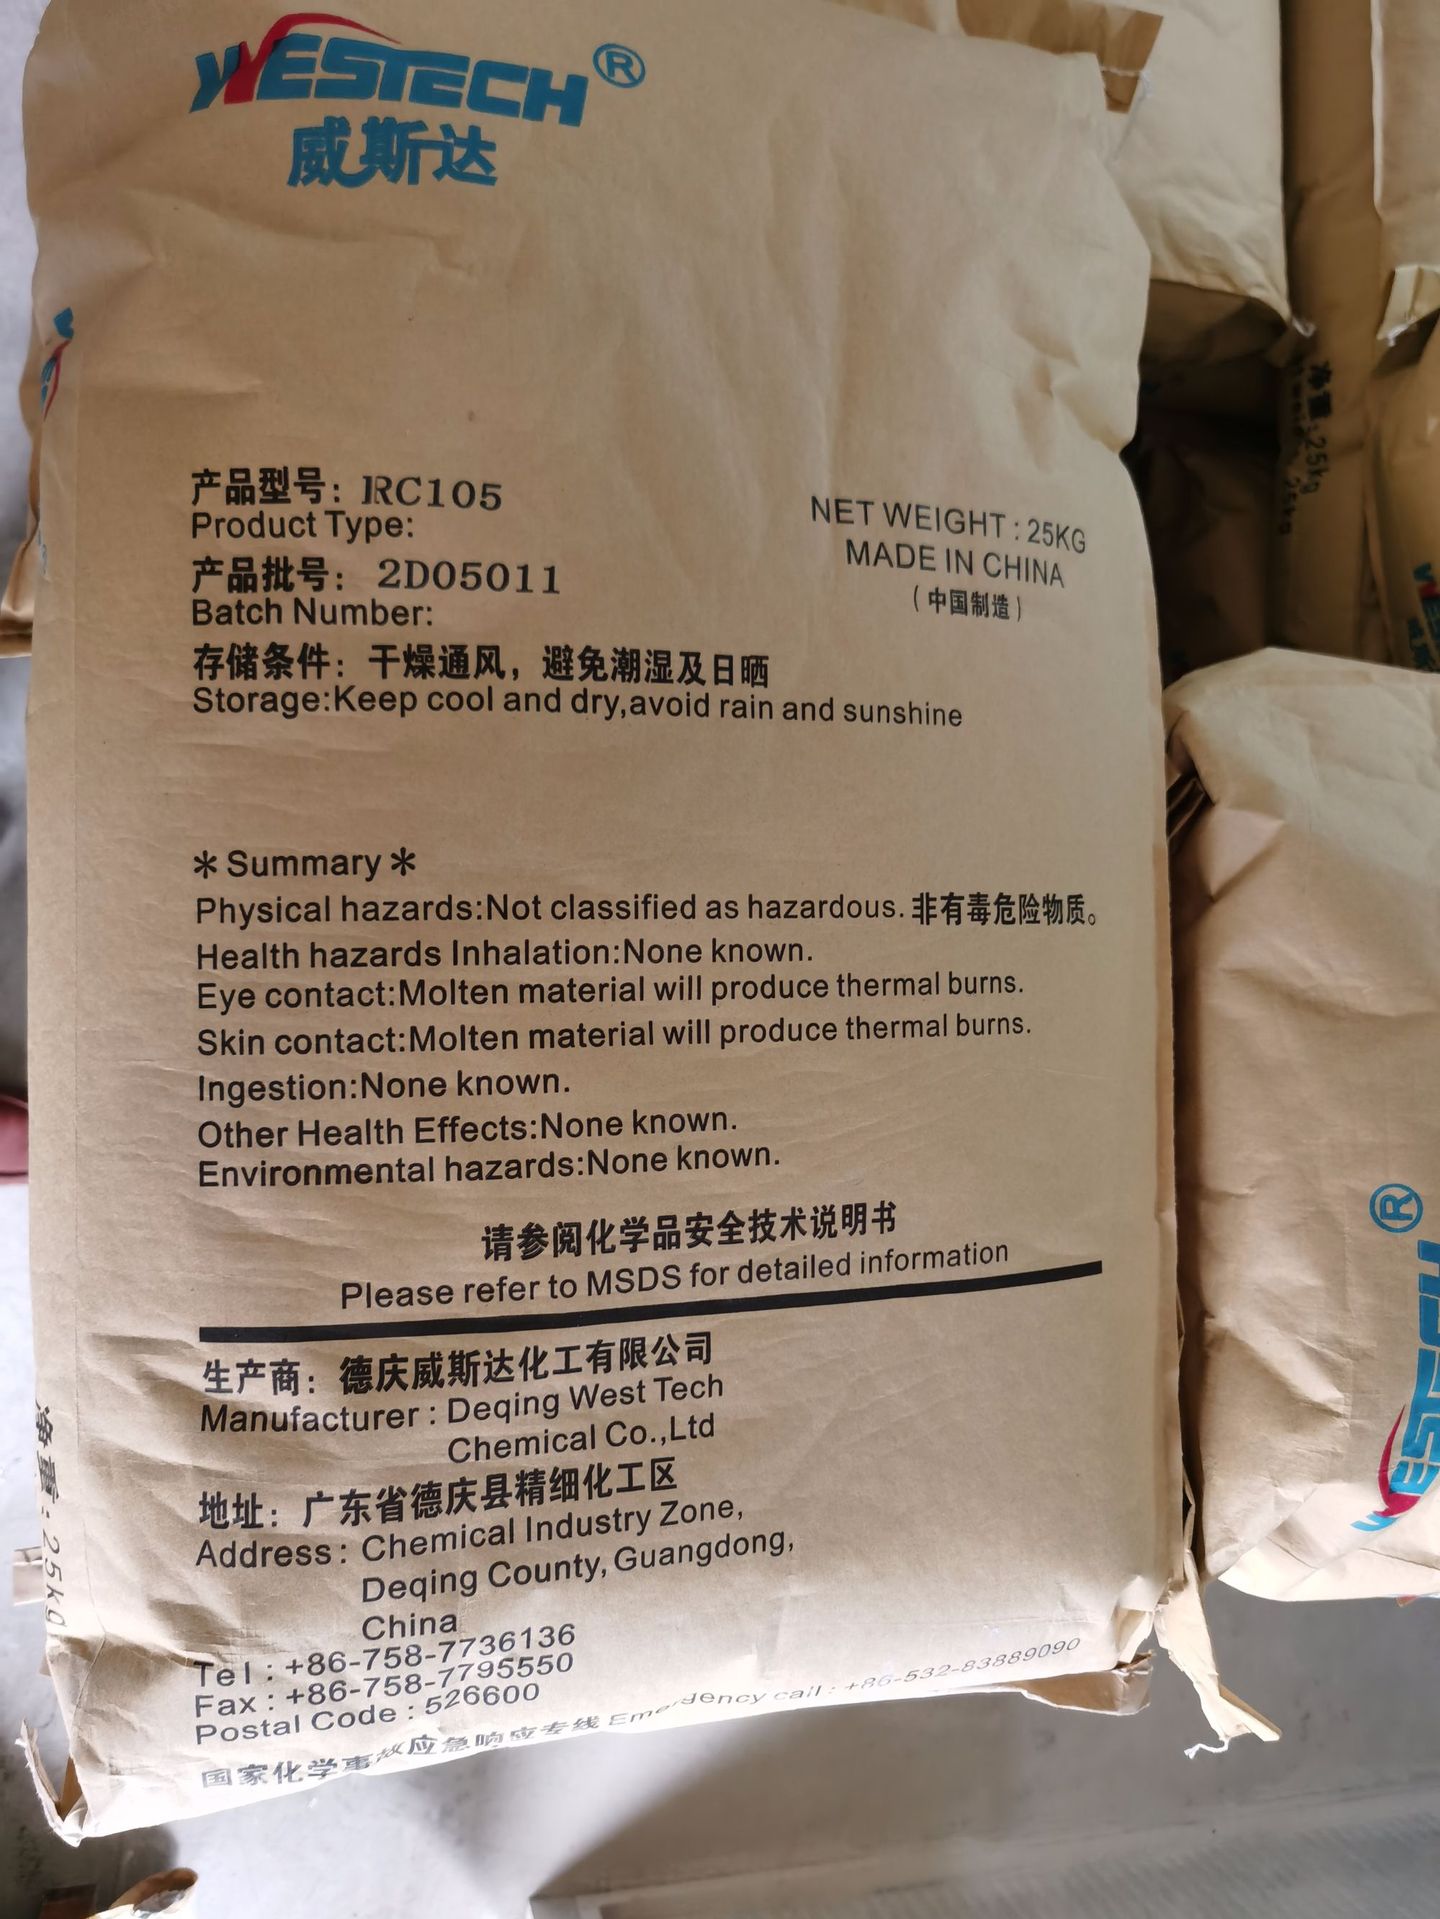 WESTECH®
威斯达
产品型号: RC105
Product Type:
产品批号: 2D05011
Batch Number:
NET WEIGHT : 25KG
MADE IN CHINA
(中国制造)
存储条件: 干燥通风，避免潮湿及日晒
Storage:Keep cool and dry,avoid rain and sunshine
＊Summary＊
Physical hazards:Not classified as hazardous. 非有毒危险物质。
Health hazards Inhalation:None known.
Eye contact:Molten material will produce thermal burns.
Skin contact:Molten material will produce thermal burns.
Ingestion:None known.
Other Health Effects:None known.
Environmental hazards:None known.
请参阅化学品安全技术说明书
Please refer to MSDS for detailed information
生产商: 德庆威斯达化工有限公司
Manufacturer : Deqing West Tech
Chemical Co.,Ltd
地址: 广东省德庆县精细化工区
Address : Chemical Industry Zone,
Deqing County, Guangdong,
China
Tel : +86-758-7736136
Fax : +86-758-7795550
Postal Code : 526600
国家化学事故应急响应专线 Emergency call : +86-532-83889090
净重: 25kg
净重: 25kg
25kg
®
WESTECH